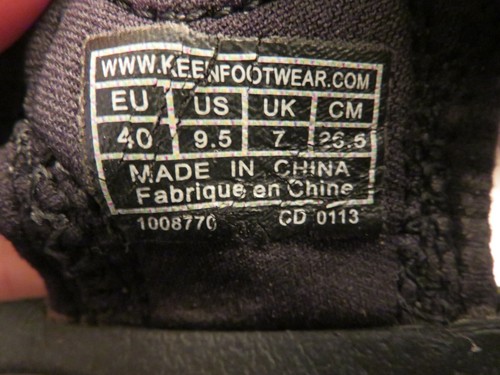 WWW.KEENFOOTWEAR.COM
EU US UK CM
40 9.5 7 26.5
MADE IN CHINA
Fabrique en Chine
1008770 CD 0113